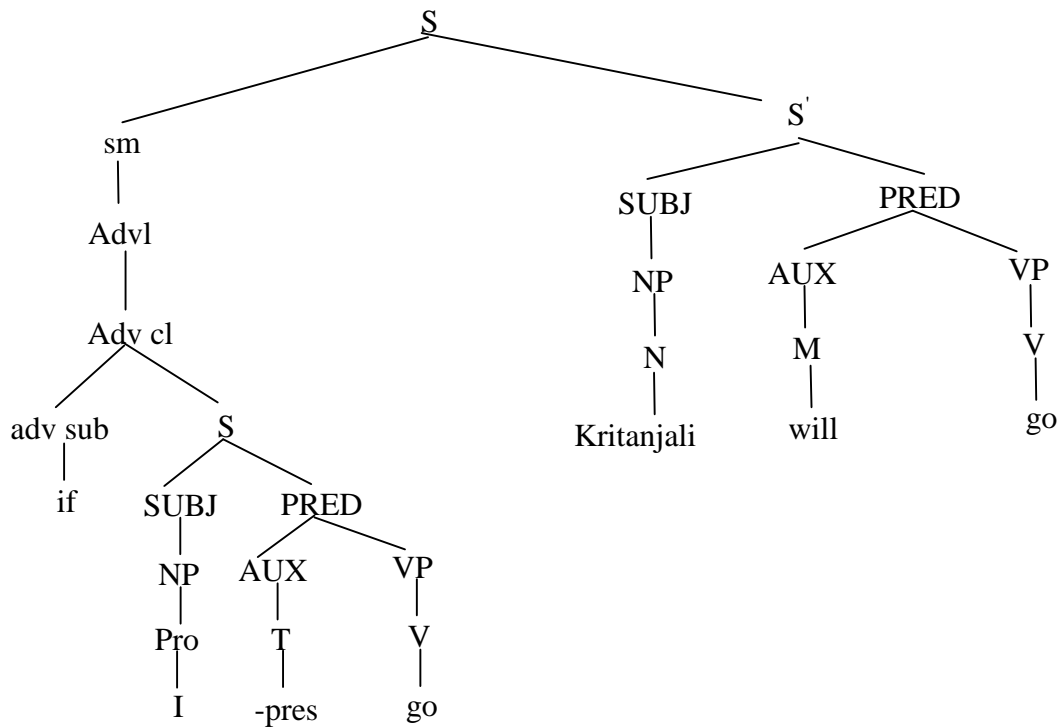 S
S'
sm
SUBJ PRED
Advl
NP AUX VP
Adv cl
N M V
adv sub S
Kritanjali will go
if SUBJ PRED
NP AUX VP
Pro T V
I -pres go